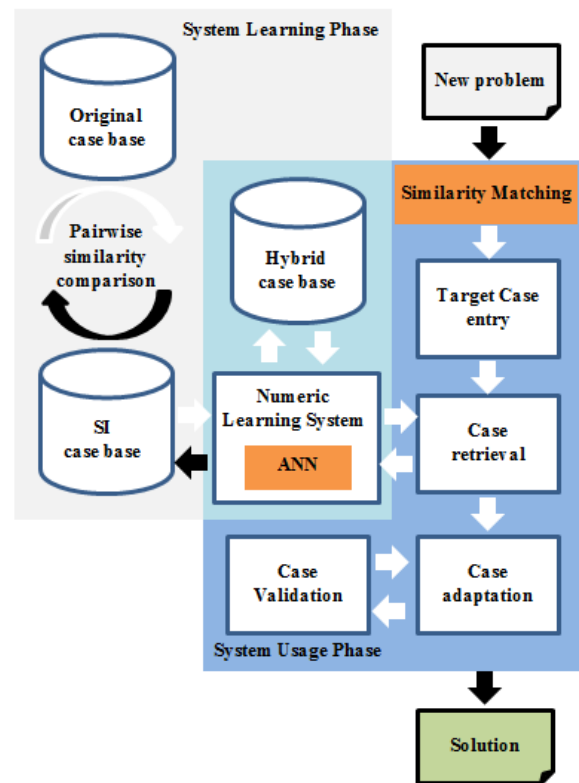 System Learning Phase
Original
case base
New problem
Pairwise
similarity
comparison
Hybrid
case base
Similarity Matching
Target Case
entry
SI
case base
Numeric
Learning System
ANN
Case
retrieval
Case
Validation
Case
adaptation
System Usage Phase
Solution